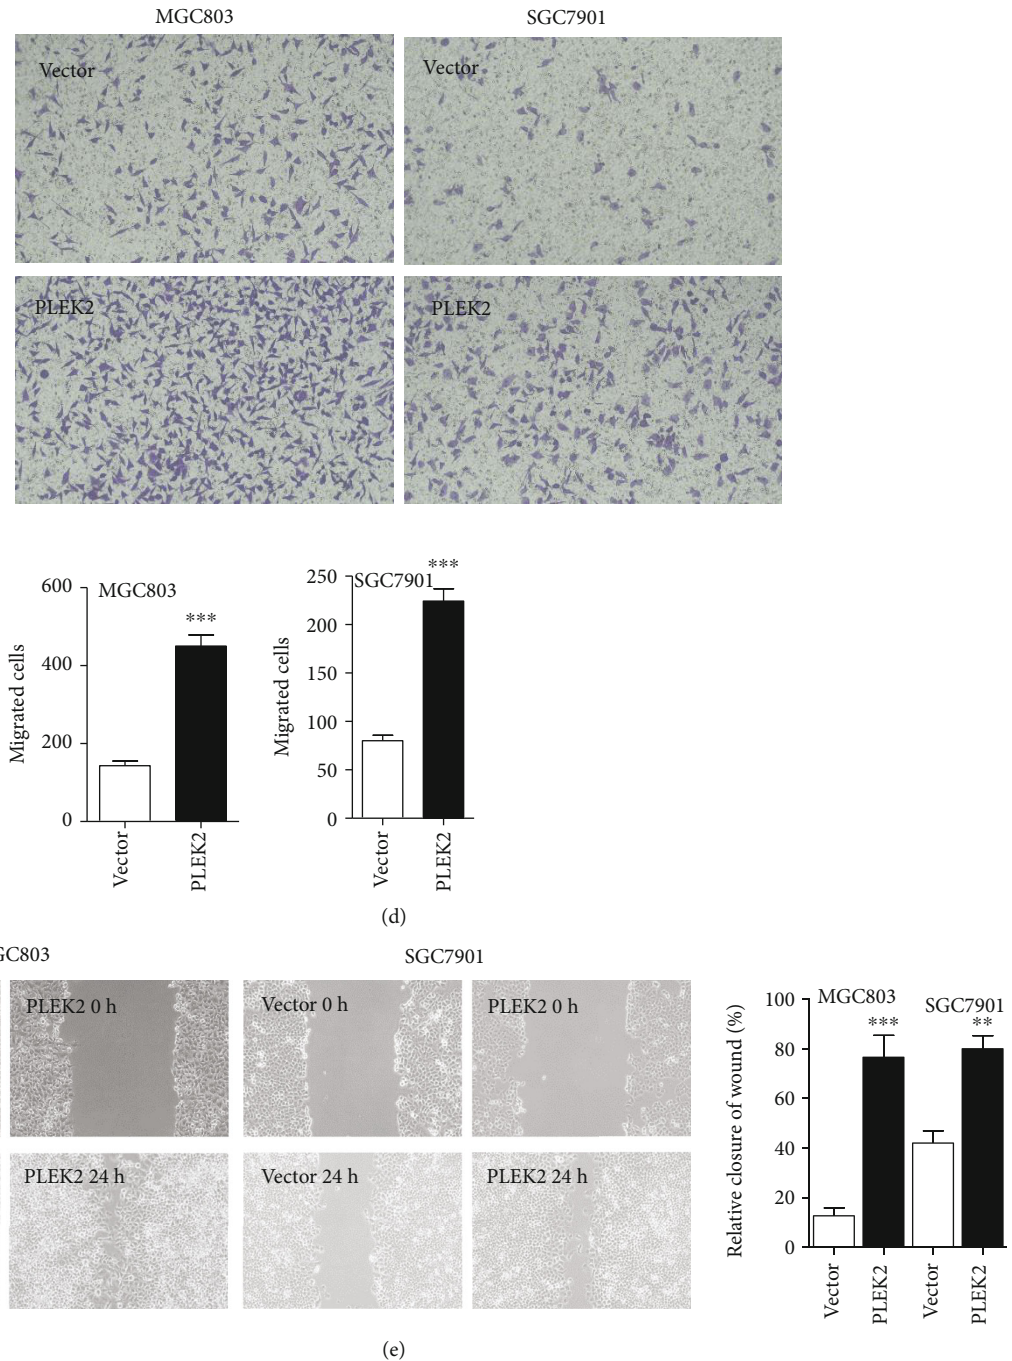 MGC803 SGC7901
Vector Vector
PLEK2 PLEK2
600
400
200
0
Migrated cells
MGC803
***
Vector
PLEK2
250
200
150
100
50
0
Migrated cells
SGC7901
***
Vector
PLEK2
(d)
GC803 SGC7901
PLEK2 0 h Vector 0 h PLEK2 0 h
PLEK2 24 h Vector 24 h PLEK2 24 h
100
80
60
40
20
0
Relative closure of wound (%)
MGC803
SGC7901
***
**
Vector
PLEK2
Vector
PLEK2
(e)